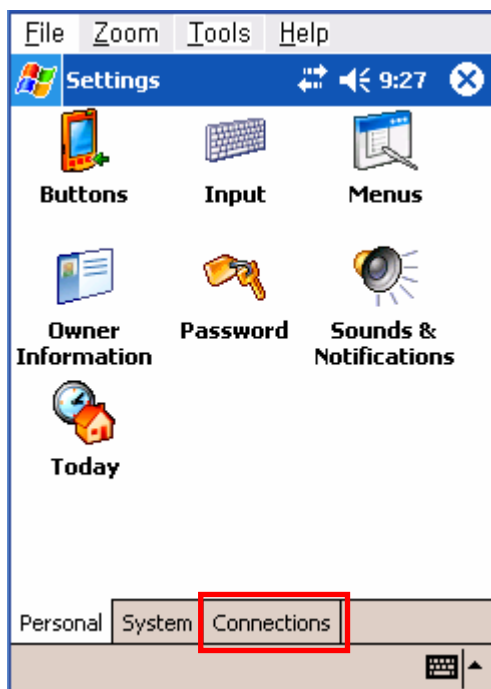 File Zoom Tools Help
Settings 9:27
Buttons Input Menus
Owner Information Password Sounds & Notifications
Today
Personal System Connections